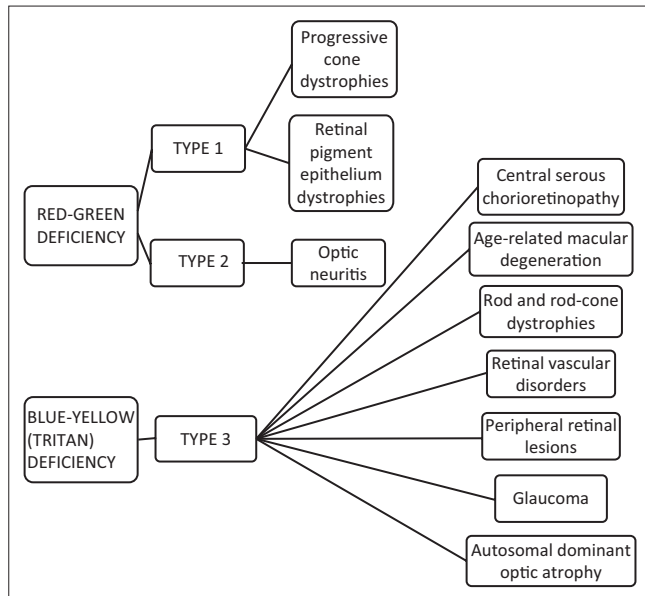 RED-GREEN
DEFICIENCY
TYPE 1
Progressive
cone
dystrophies
Retinal
pigment
epithelium
dystrophies
TYPE 2
Optic
neuritis
BLUE-YELLOW
(TRITAN)
DEFICIENCY
TYPE 3
Central serous
chorioretinopathy
Age-related macular
degeneration
Rod and rod-cone
dystrophies
Retinal vascular
disorders
Peripheral retinal
lesions
Glaucoma
Autosomal dominant
optic atrophy